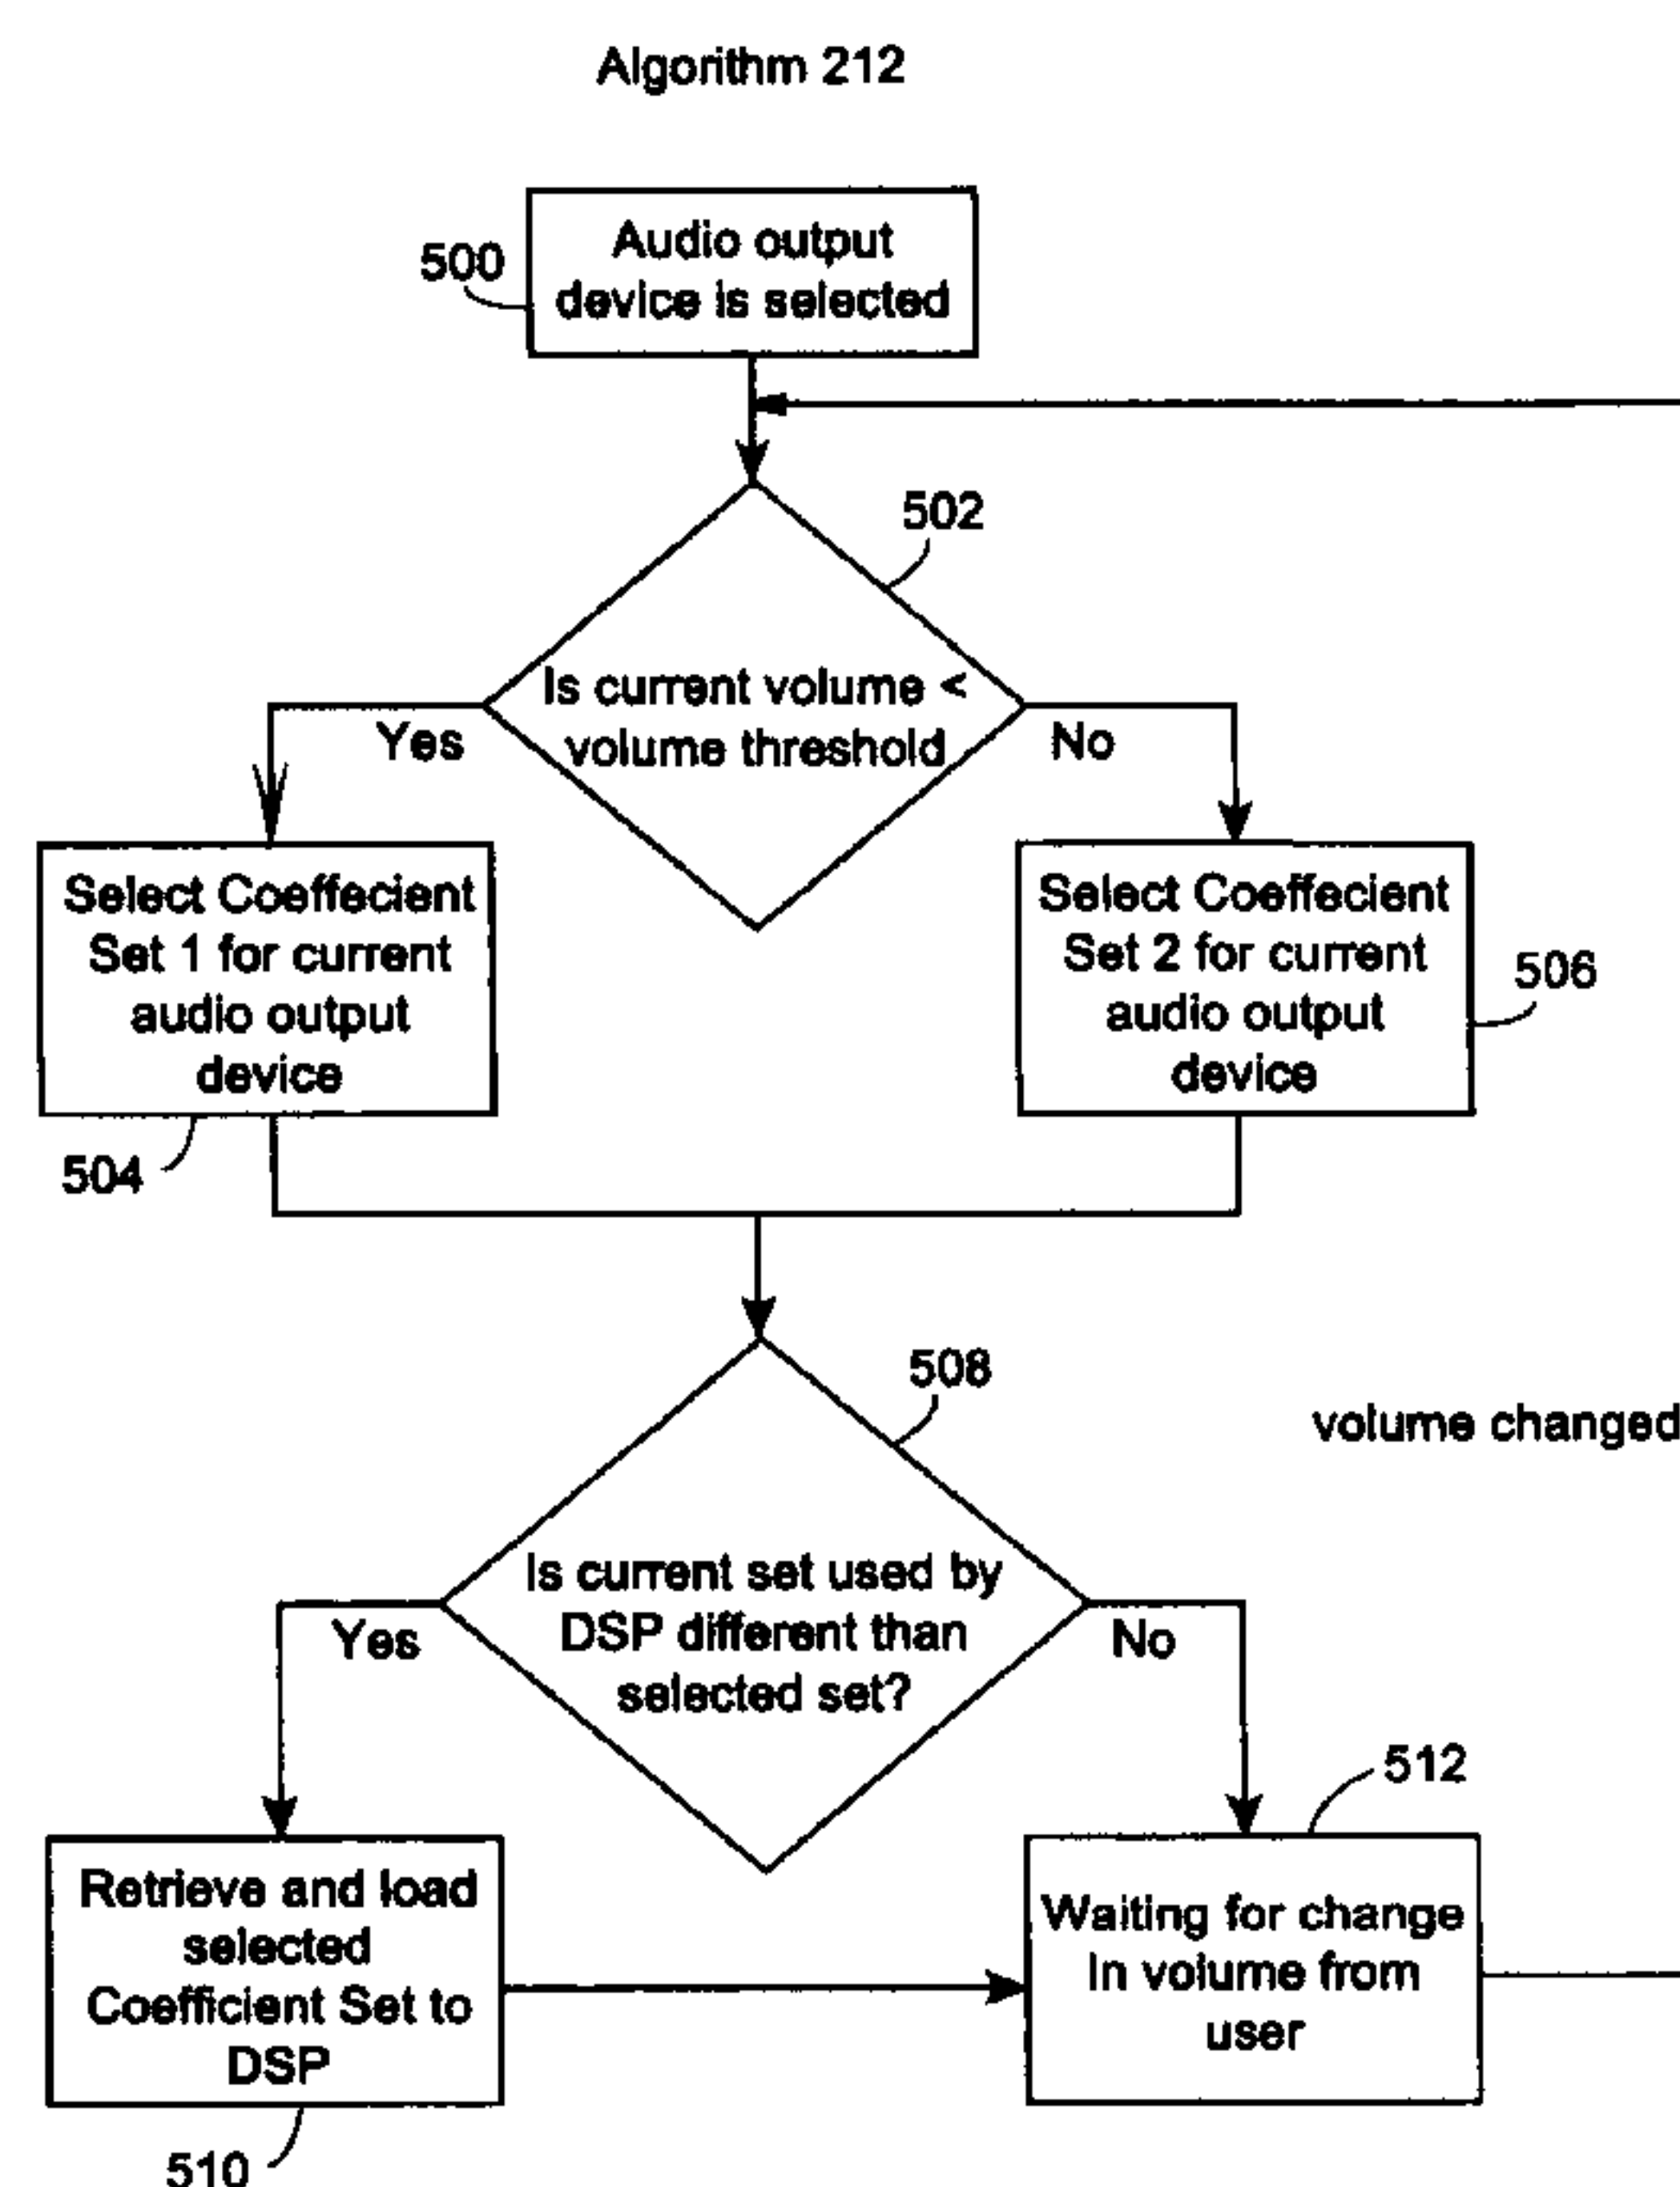 Algorithm 212
Audio output
device is selected
500
502
Is current volume <
volume threshold
Yes
No
Select Coeffecient
Set 1 for current
audio output
device
Select Coeffecient
Set 2 for current
audio output
device
506
504
508
volume changed
Is current set used by
DSP different than
selected set?
Yes
No
512
Retrieve and load
selected
Coefficient Set to
DSP
Waiting for change
In volume from
user
510